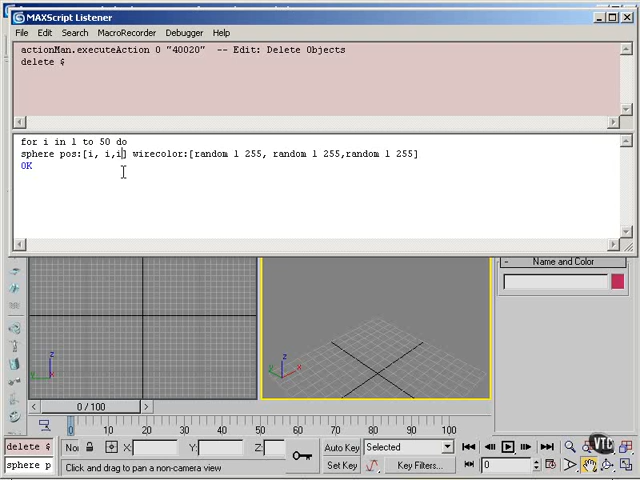 MAXScript Listener
File Edit Search MacroRecorder Debugger Help
actionMan.executeAction 0 "40020" -- Edit: Delete Objects
delete $
for i in 1 to 50 do
sphere pos:[i, i,i] wirecolor:[random 1 255, random 1 255,random 1 255]
OK
- Name and Color
z
y
z
x
y
< 0 / 100 >
0 10 20 30 40 50 60 70 80 90 100
delete $
sphere p
Noi
X:
Y:
Z:
Auto Key
Selected
Click and drag to pan a non-camera view
Set Key
Key Filters...
0
VTC